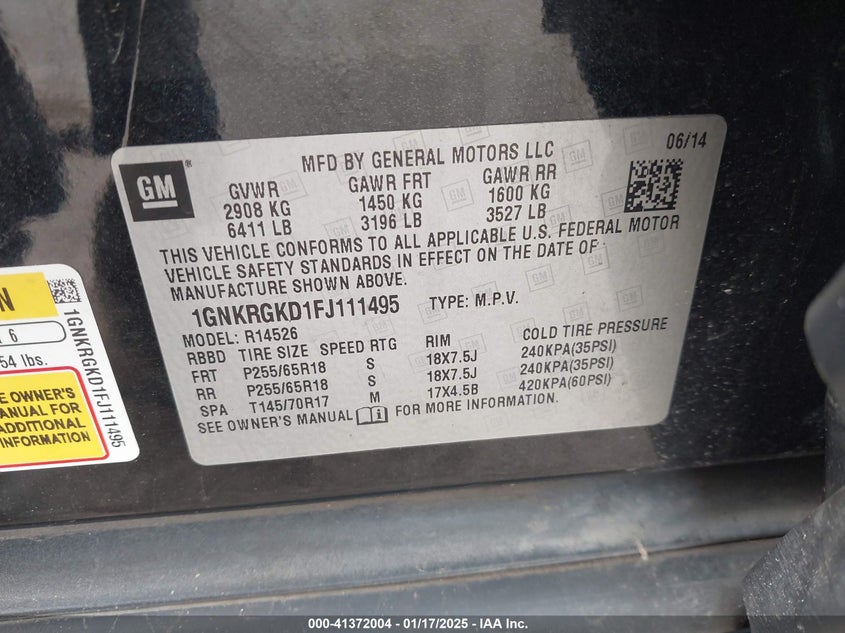 MFD BY GENERAL MOTORS LLC
06/14
GM
GVWR GAWR FRT GAWR RR
2908 KG 1450 KG 1600 KG
6411 LB 3196 LB 3527 LB
THIS VEHICLE CONFORMS TO ALL APPLICABLE U.S. FEDERAL MOTOR
VEHICLE SAFETY STANDARDS IN EFFECT ON THE DATE OF
MANUFACTURE SHOWN ABOVE.
1GNKRGKD1FJ111495 TYPE: M.P.V.
MODEL: R14526
RBBD TIRE SIZE SPEED RTG RIM COLD TIRE PRESSURE
FRT P255/65R18 S 18X7.5J 240KPA(35PSI)
RR P255/65R18 S 18X7.5J 240KPA(35PSI)
SPA T145/70R17 M 17X4.5B 420KPA(60PSI)
SEE OWNER'S MANUAL FOR MORE INFORMATION.
N
6
54 lbs.
E OWNER'S
ANUAL FOR
ADDITIONAL
INFORMATION
1GNKRGKD1FJ111495
000-41372004 — 01/17/2025 — IAA Inc.